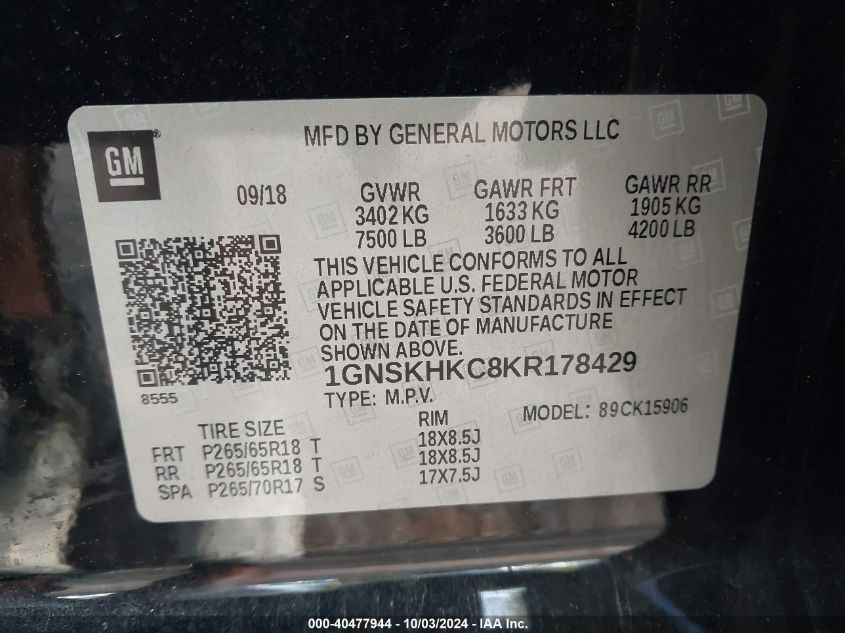 GM
MFD BY GENERAL MOTORS LLC
09/18
GVWR GAWR FRT GAWR RR
3402 KG 1633 KG 1905 KG
7500 LB 3600 LB 4200 LB
THIS VEHICLE CONFORMS TO ALL
APPLICABLE U.S. FEDERAL MOTOR
VEHICLE SAFETY STANDARDS IN EFFECT
ON THE DATE OF MANUFACTURE
SHOWN ABOVE.
1GNSKHKC8KR178429
8555
TYPE: M.P.V.
MODEL: 89CK15906
TIRE SIZE RIM
FRT P265/65R18 T 18X8.5J
RR P265/65R18 T 18X8.5J
SPA P265/70R17 S 17X7.5J
000-40477944 - 10/03/2024 - IAA Inc.